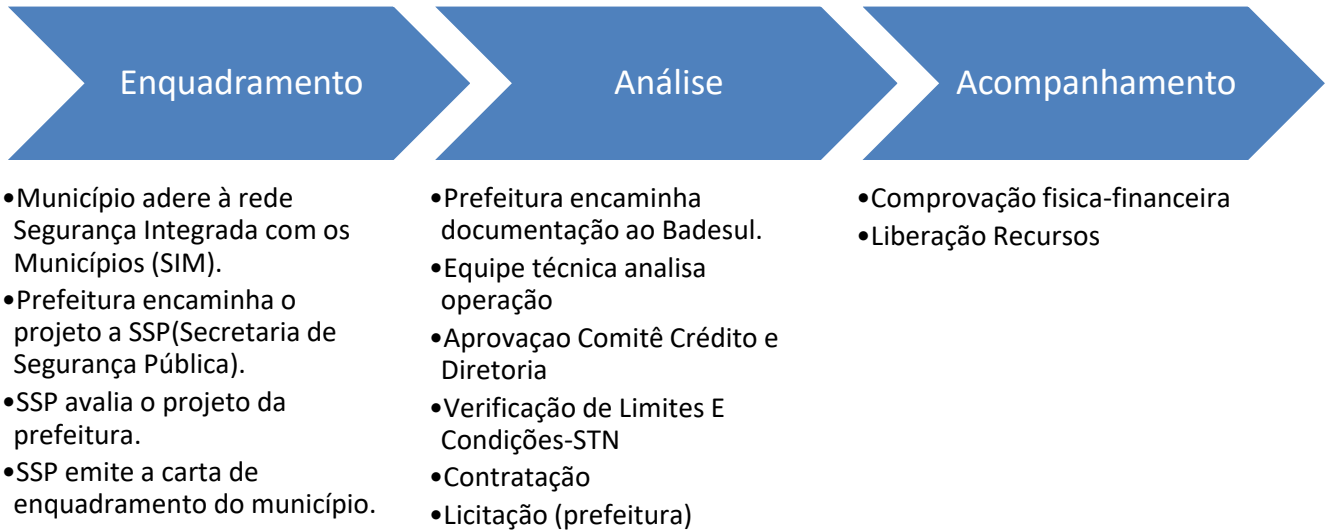 Enquadramento
•Município adere à rede
Segurança Integrada com os
Municípios (SIM).
•Prefeitura encaminha o
projeto a SSP(Secretaria de
Segurança Pública).
•SSP avalia o projeto da
prefeitura.
•SSP emite a carta de
enquadramento do município.
Análise
•Prefeitura encaminha
documentação ao Badesul.
•Equipe técnica analisa
operação
•Aprovaçao Comitê Crédito e
Diretoria
•Verificação de Limites E
Condições-STN
•Contratação
•Licitação (prefeitura)
Acompanhamento
•Comprovação fisica-financeira
•Liberação Recursos